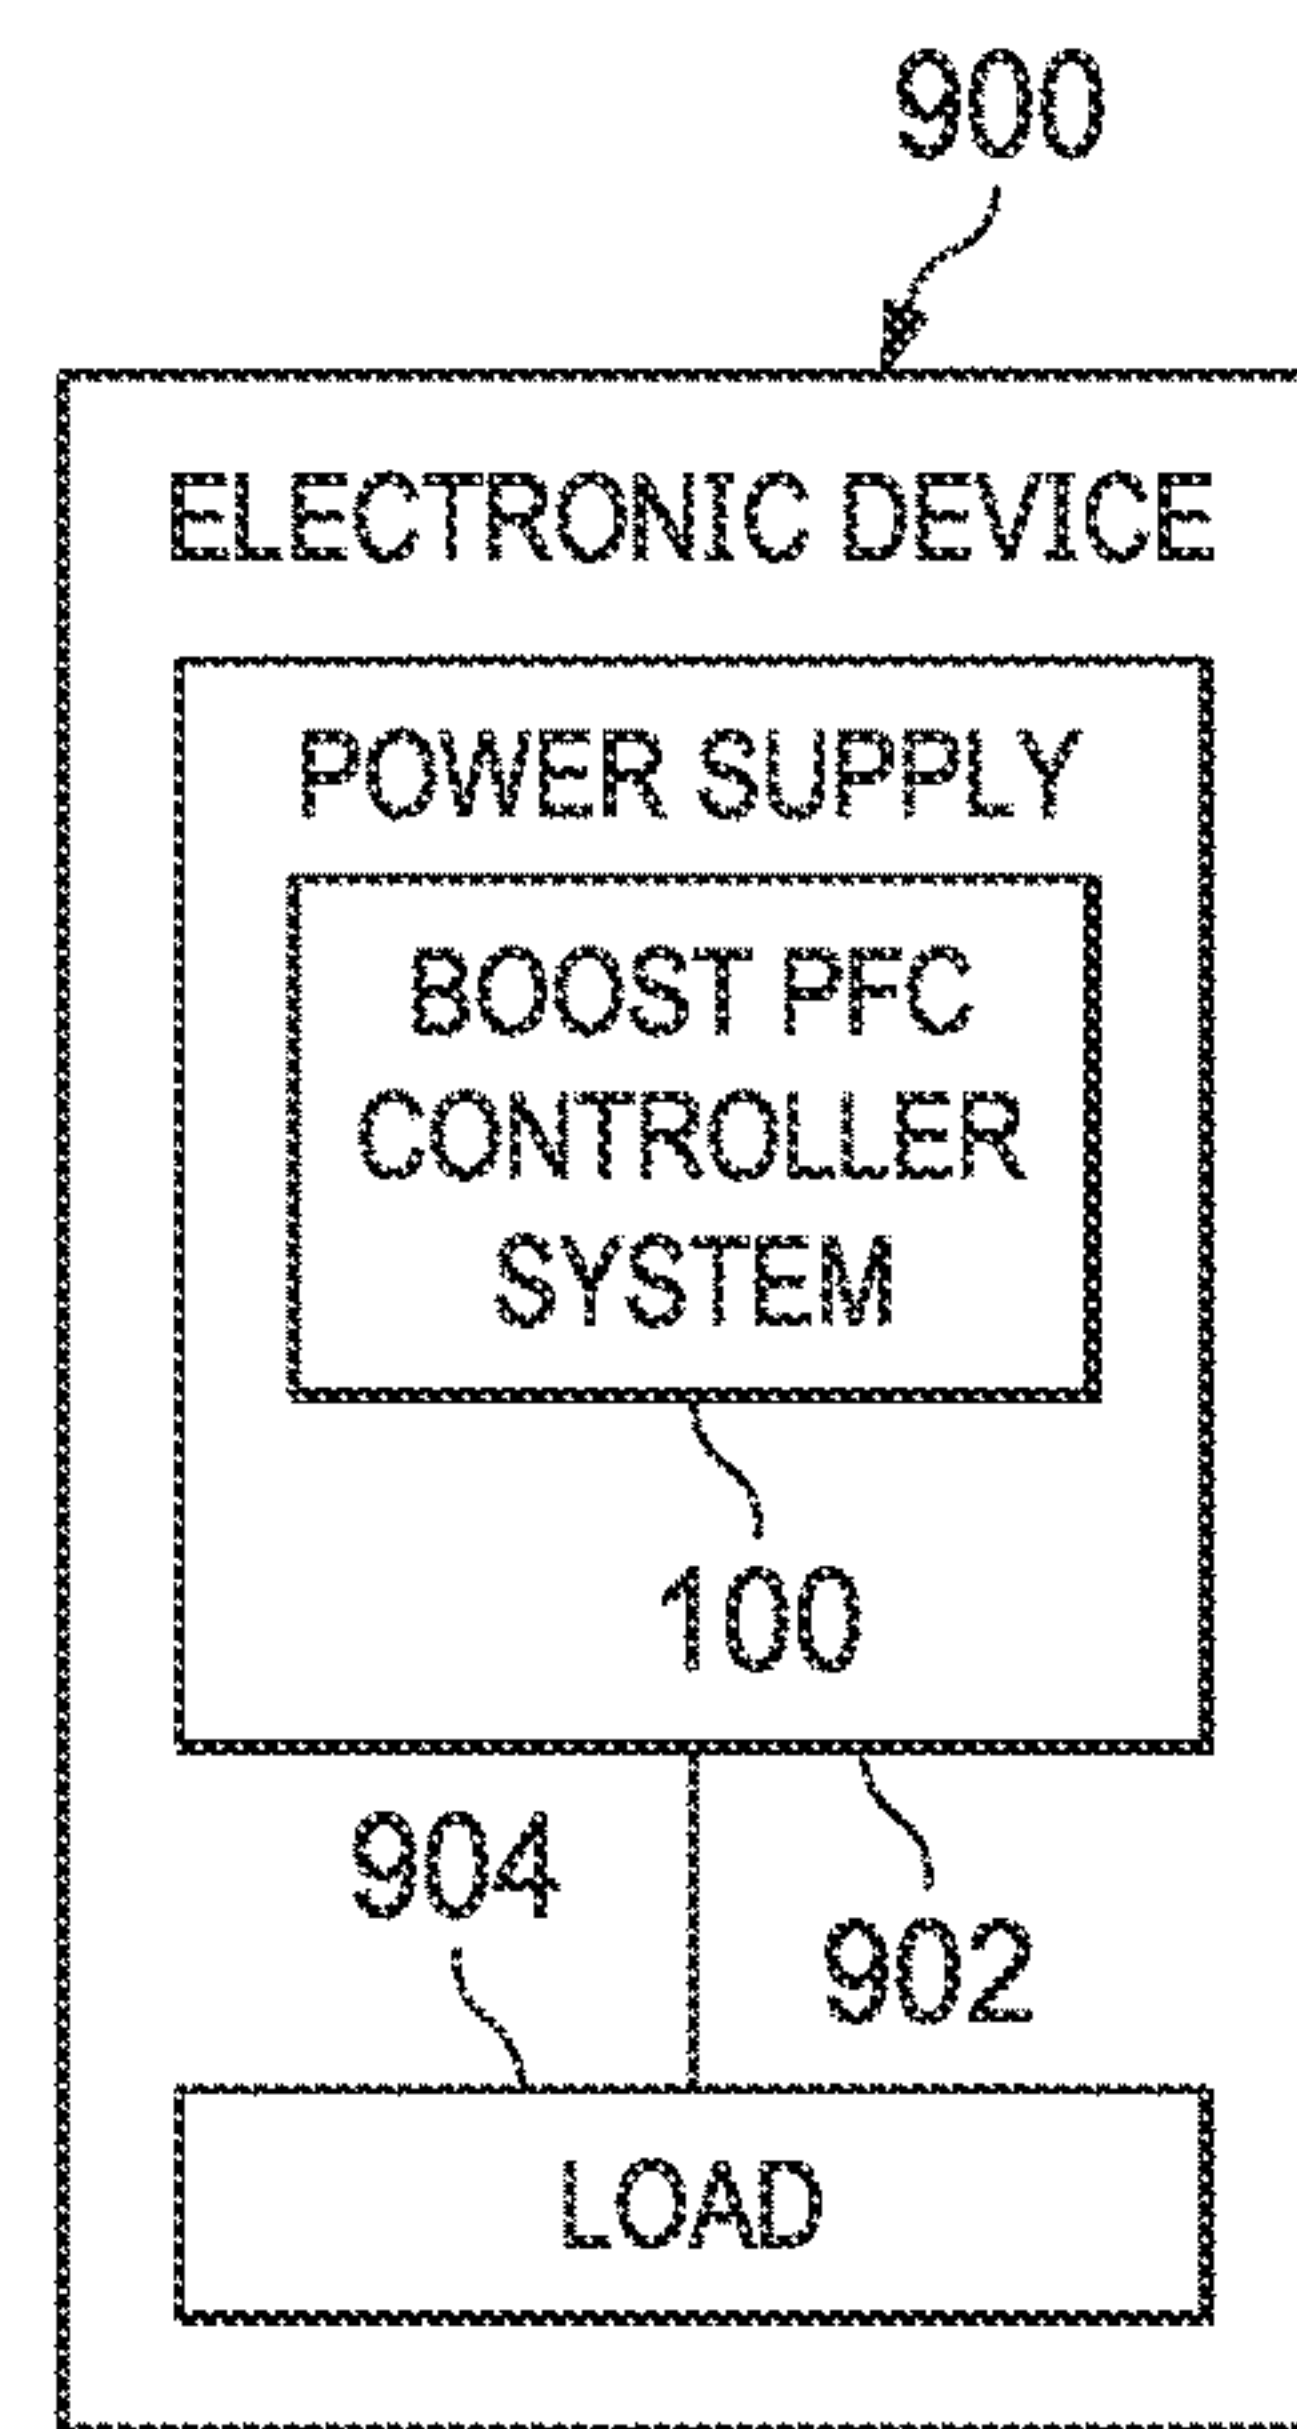 900
ELECTRONIC DEVICE
POWER SUPPLY
BOOST PFC
CONTROLLER
SYSTEM
100
904
902
LOAD